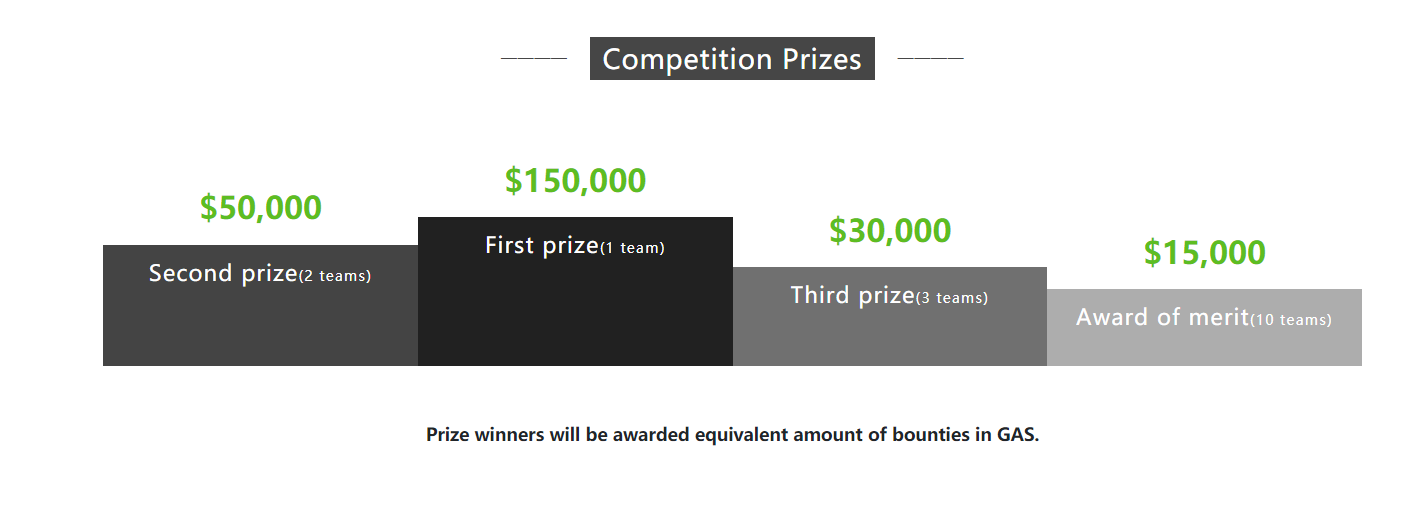 Competition Prizes
$50,000
Second prize(2 teams)
$150,000
First prize(1 team)
$30,000
Third prize(3 teams)
$15,000
Award of merit(10 teams)
Prize winners will be awarded equivalent amount of bounties in GAS.